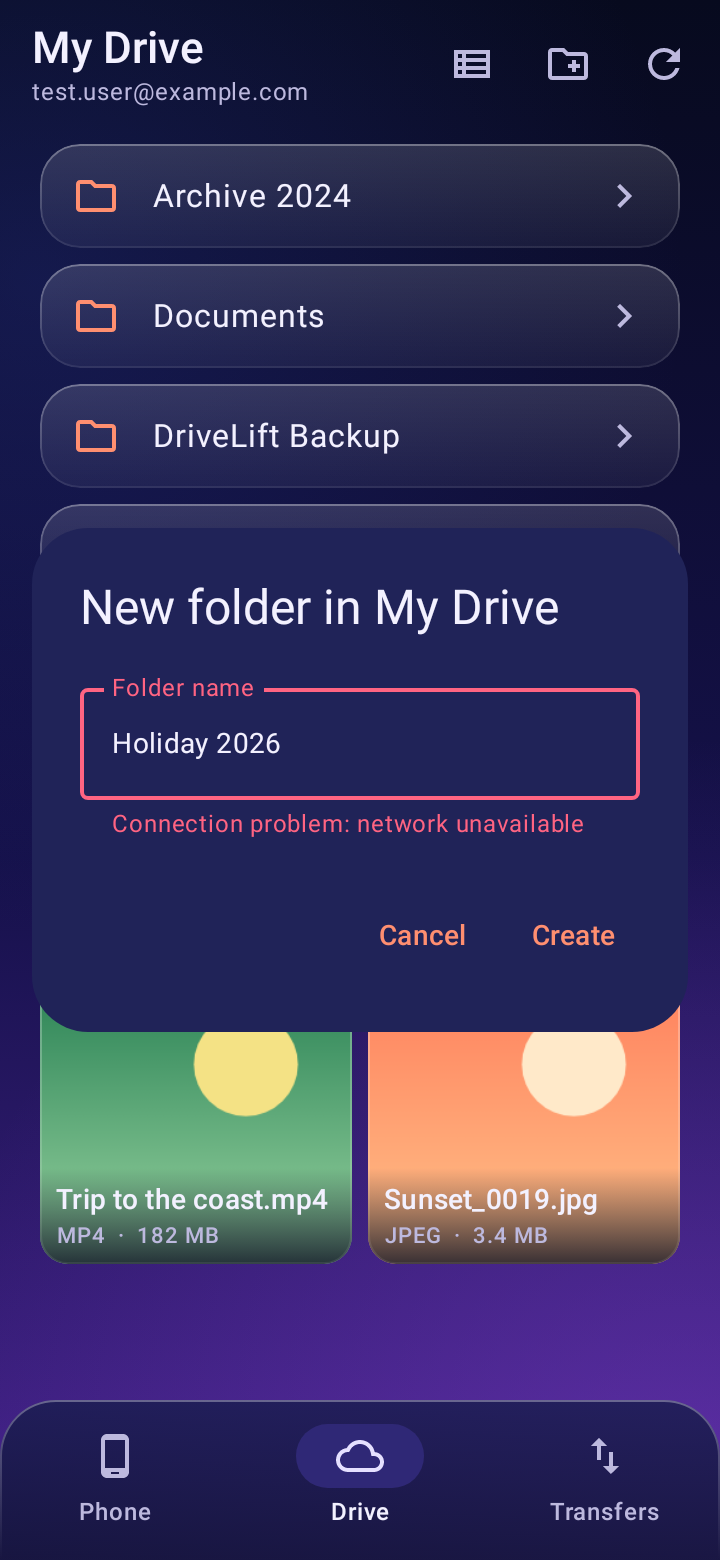 My Drive
test.user@example.com
Archive 2024
Documents
DriveLift Backup
New folder in My Drive
Folder name
Holiday 2026
Connection problem: network unavailable
Cancel Create
Trip to the coast.mp4
MP4 · 182 MB
Sunset_0019.jpg
JPEG · 3.4 MB
Phone Drive Transfers